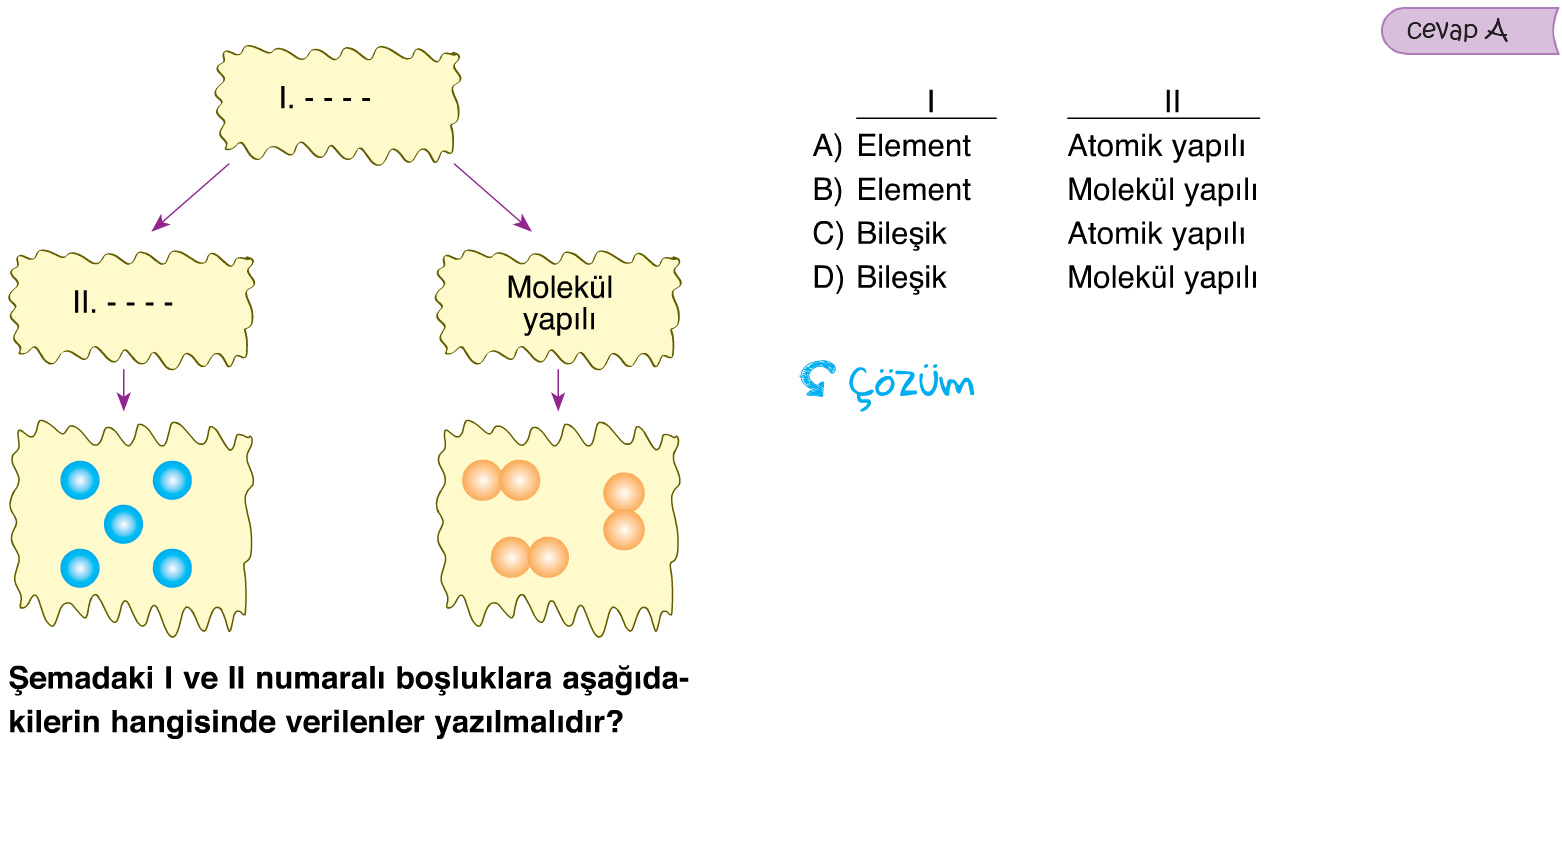 I. - - - -
II. - - - -
Molekül
yapılı
Şemadaki I ve II numaralı boşluklara aşağıda-
kilerin hangisinde verilenler yazılmalıdır?
Cevap A
I II
A) Element Atomik yapılı
B) Element Molekül yapılı
C) Bileşik Atomik yapılı
D) Bileşik Molekül yapılı
Çözüm